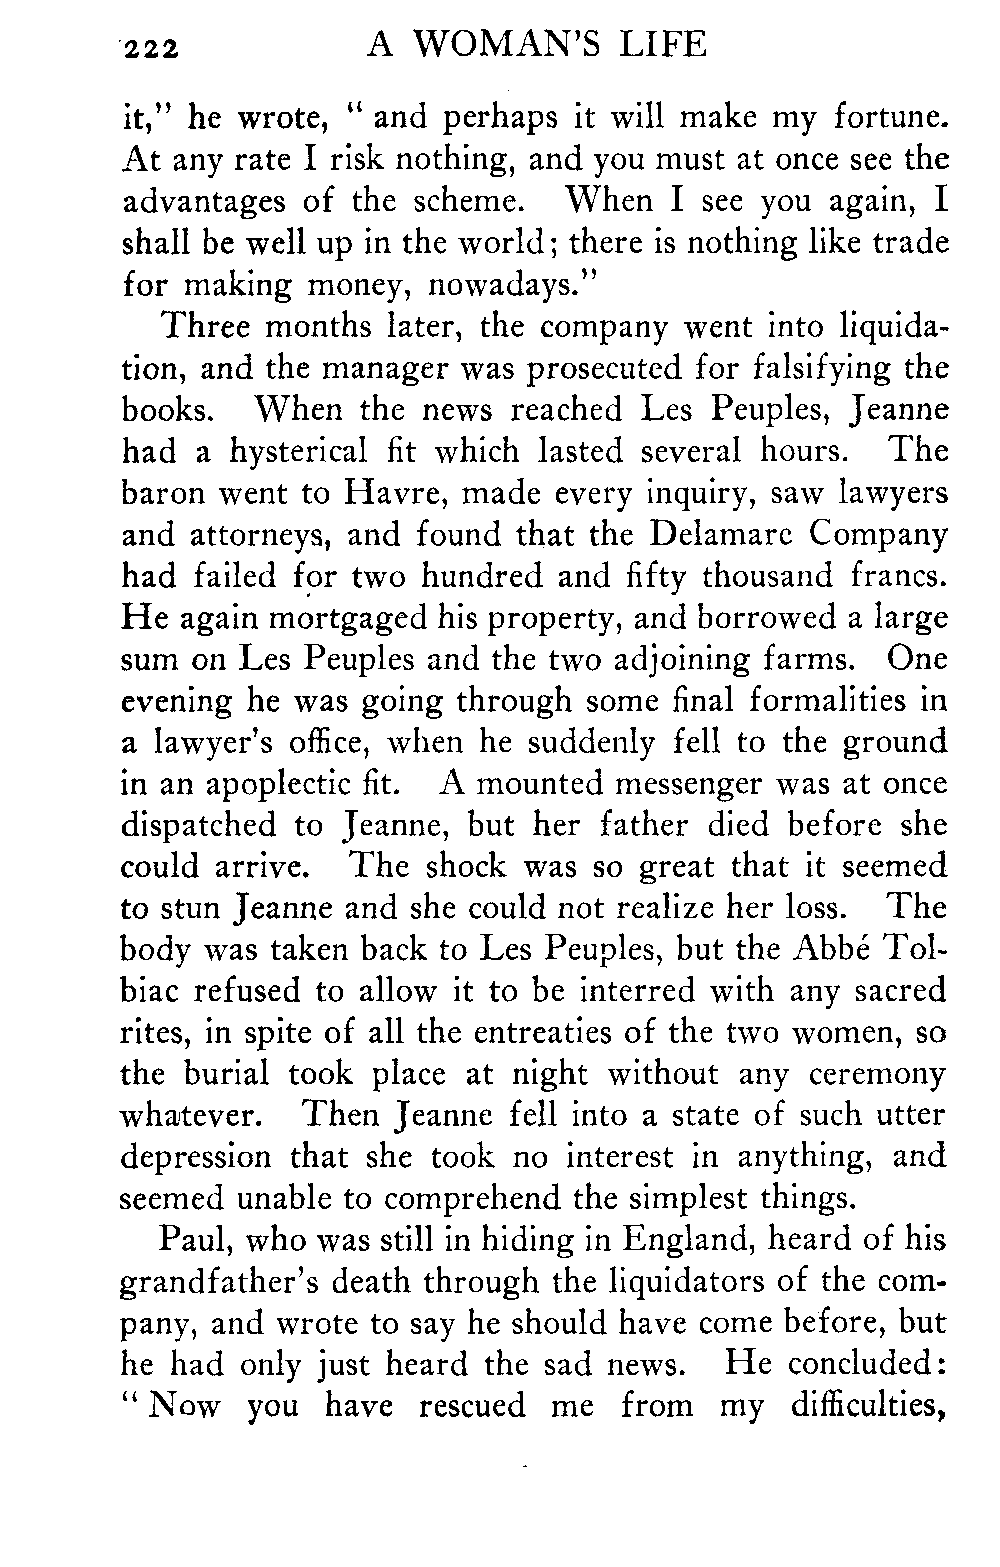 222 A WOMAN'S LIFE
it," he wrote, "and perhaps it will make my fortune.
At any rate I risk nothing, and you must at once see the
advantages of the scheme. When I see you again, I
shall be well up in the world; there is nothing like trade
for making money, nowadays."
Three months later, the company went into liquida-
tion, and the manager was prosecuted for falsifying the
books. When the news reached Les Peuples, Jeanne
had a hysterical fit which lasted several hours. The
baron went to Havre, made every inquiry, saw lawyers
and attorneys, and found that the Delamare Company
had failed for two hundred and fifty thousand francs.
He again mortgaged his property, and borrowed a large
sum on Les Peuples and the two adjoining farms. One
evening he was going through some final formalities in
a lawyer's office, when he suddenly fell to the ground
in an apoplectic fit. A mounted messenger was at once
dispatched to Jeanne, but her father died before she
could arrive. The shock was so great that it seemed
to stun Jeanne and she could not realize her loss. The
body was taken back to Les Peuples, but the Abbé Tol-
biac refused to allow it to be interred with any sacred
rites, in spite of all the entreaties of the two women, so
the burial took place at night without any ceremony
whatever. Then Jeanne fell into a state of such utter
depression that she took no interest in anything, and
seemed unable to comprehend the simplest things.
Paul, who was still in hiding in England, heard of his
grandfather's death through the liquidators of the com-
pany, and wrote to say he should have come before, but
he had only just heard the sad news. He concluded:
"Now you have rescued me from my difficulties,